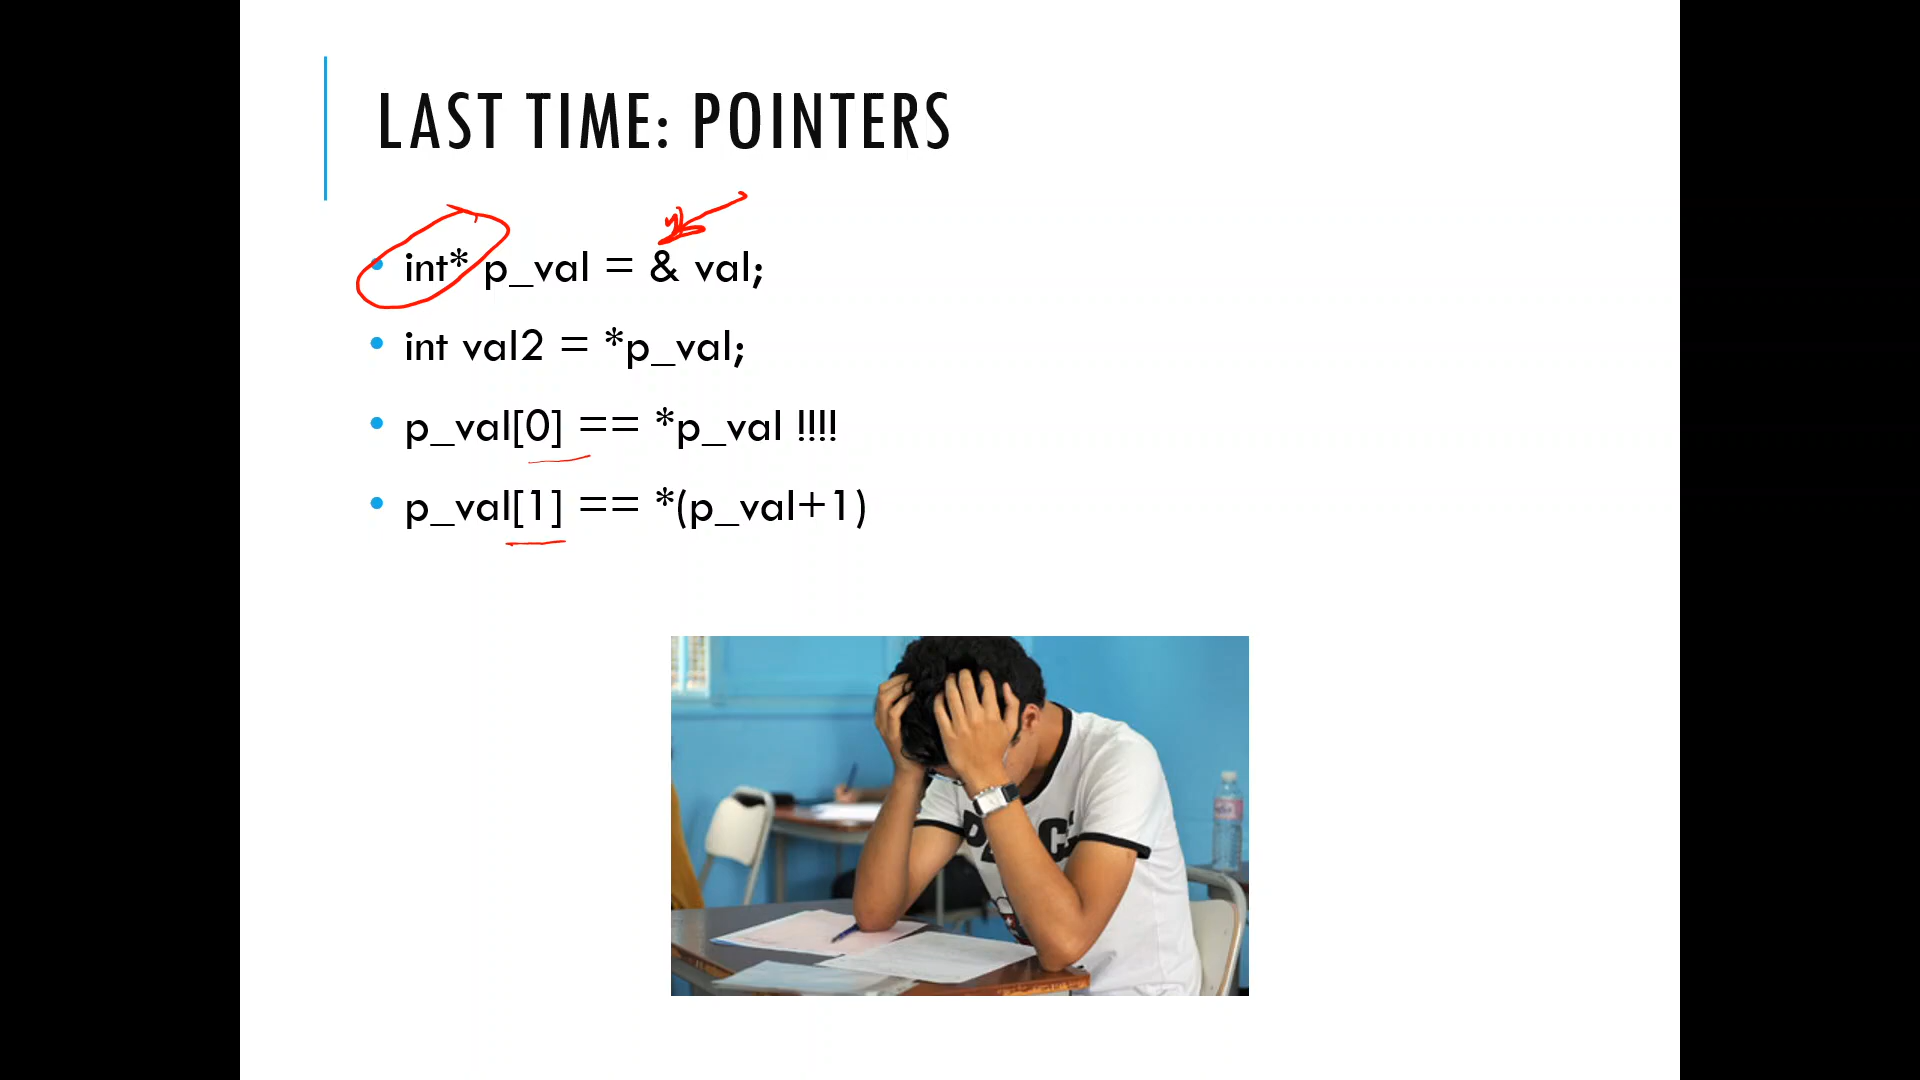 LAST TIME: POINTERS
int* p_val = & val;
int val2 = *p_val;
p_val[0] == *p_val !!!!
p_val[1] == *(p_val+1)